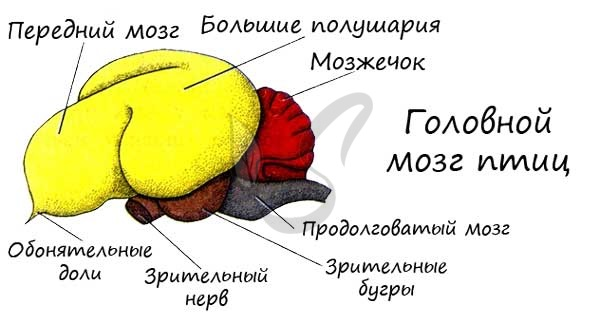 Передний мозг
Большие полушария
Мозжечок
Головной
мозг птиц
Продолговатый мозг
Обонятельные
доли
Зрительный
нерв
Зрительные
бугры